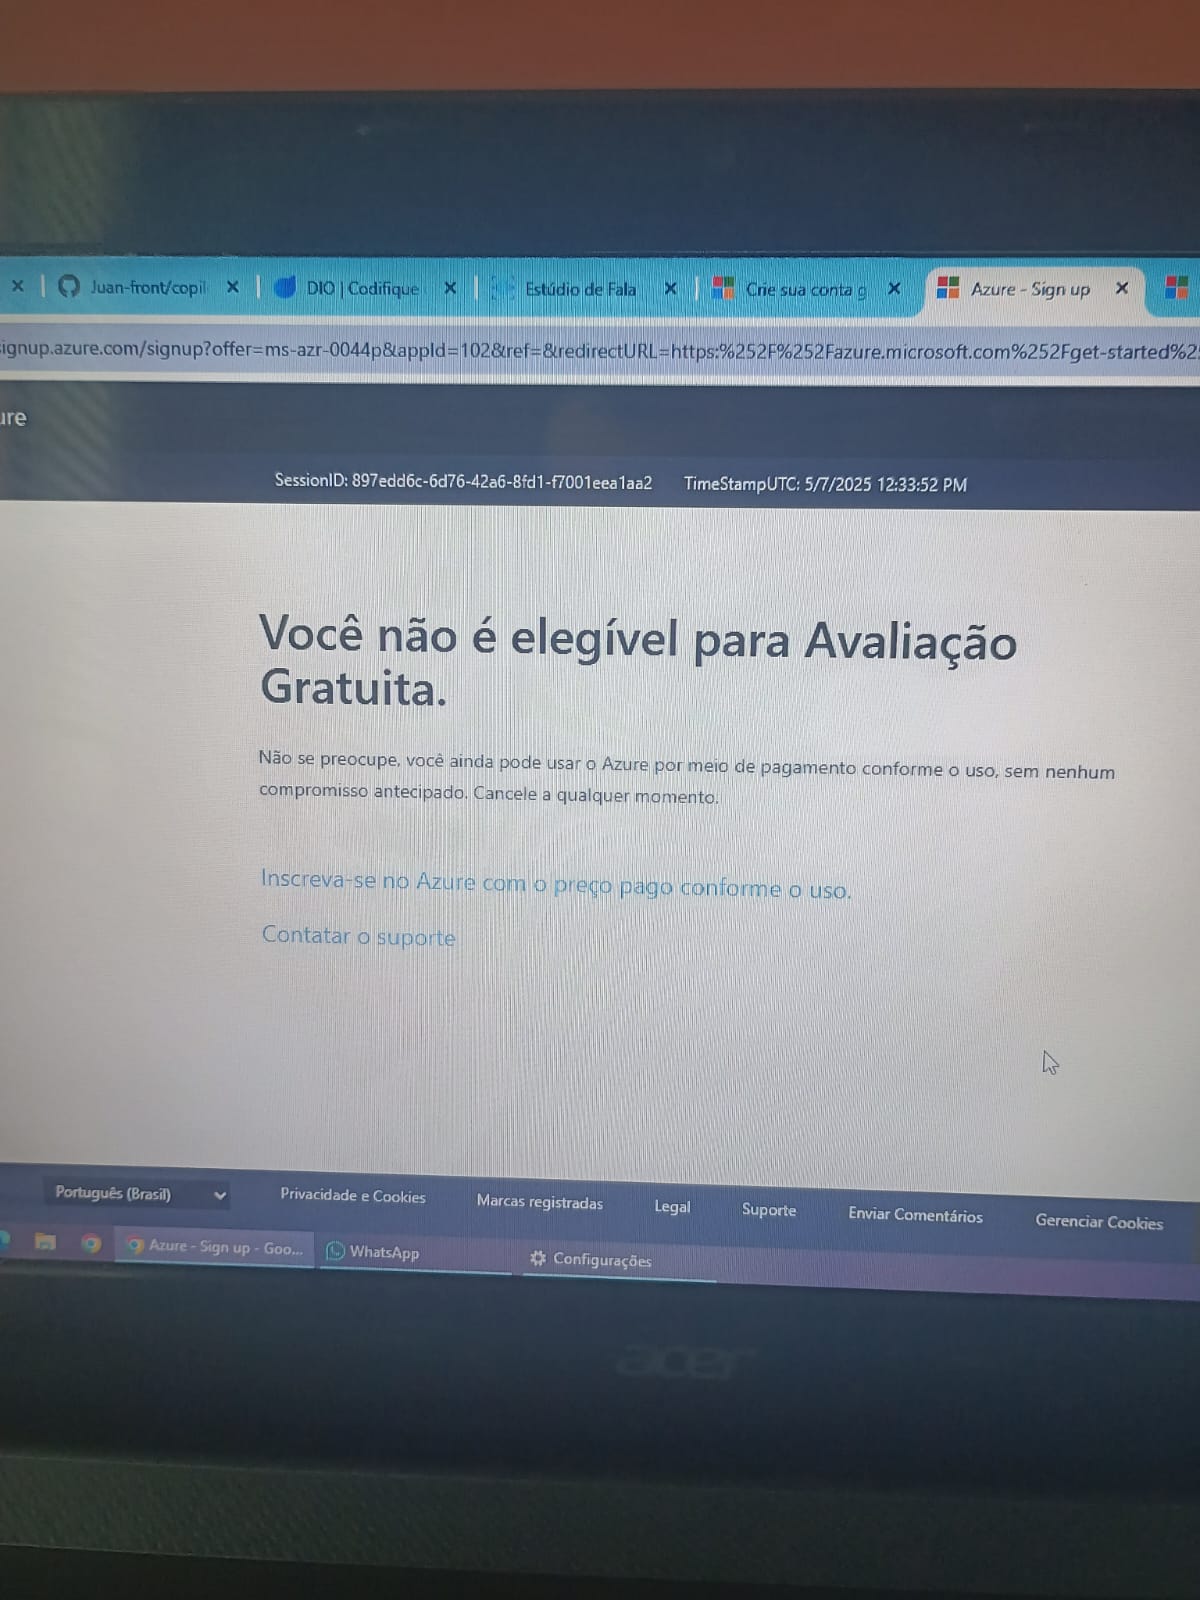 Juan-front/copil
DIO | Codifique
Estúdio de Fala
Crie sua conta g
Azure - Sign up
ignup.azure.com/signup?offer=ms-azr-0044p&appId=102&ref=&redirectURL=https:%252F%252Fazure.microsoft.com%252Fget-started%25
ure
SessionID: 897edd6c-6d76-42a6-8fd1-f7001eea1aa2 TimeStampUTC: 5/7/2025 12:33:52 PM
Você não é elegível para Avaliação
Gratuita.
Não se preocupe, você ainda pode usar o Azure por meio de pagamento conforme o uso, sem nenhum
compromisso antecipado. Cancele a qualquer momento.
Inscreva-se no Azure com o preço pago conforme o uso.
Contatar o suporte
Português (Brasil)
Privacidade e Cookies
Marcas registradas
Legal
Suporte
Enviar Comentários
Gerenciar Cookies
Azure - Sign up - Goo...
WhatsApp
Configurações
acer